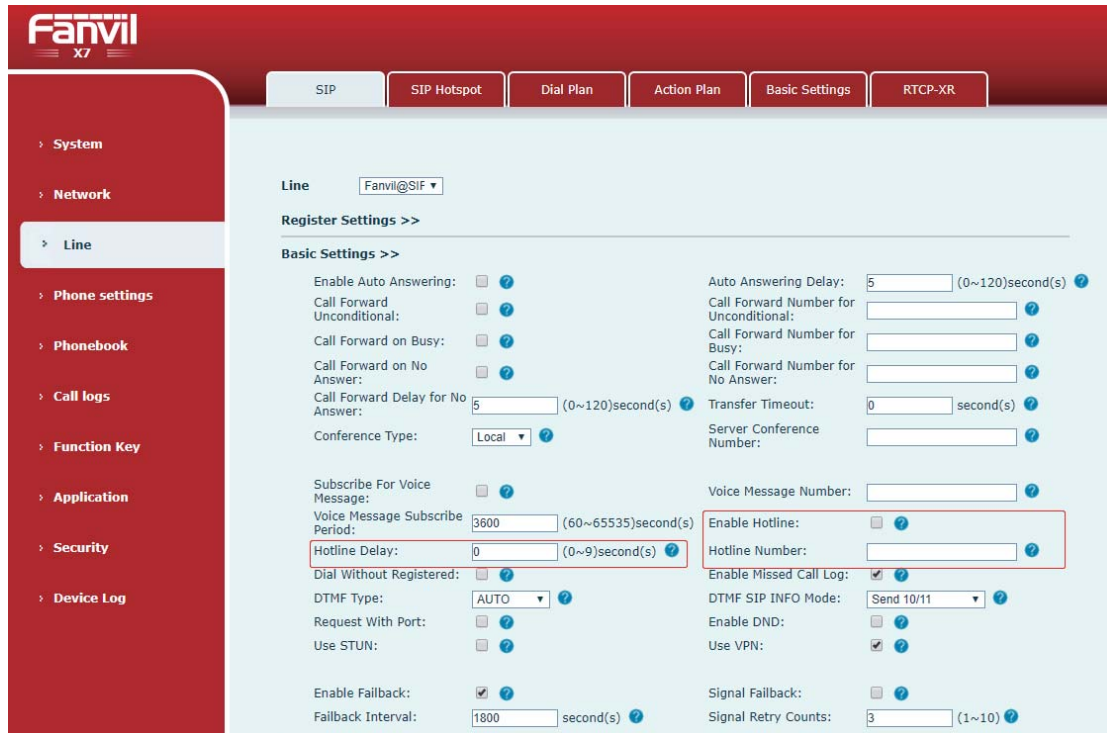 Fanvil
X7
SIP
SIP Hotspot
Dial Plan
Action Plan
Basic Settings
RTCP-XR
› System
› Network
› Line
› Phone settings
› Phonebook
› Call logs
› Function Key
› Application
› Security
› Device Log
Line Fanvil@SIF
Register Settings >>
Basic Settings >>
Enable Auto Answering: ? Auto Answering Delay: 5 (0~120)second(s) ?
Call Forward
Unconditional: ?
Call Forward Number for
Unconditional: ?
Call Forward on Busy: ?
Call Forward Number for
Busy: ?
Call Forward on No
Answer: ?
Call Forward Number for
No Answer: ?
Call Forward Delay for No
Answer: 5 (0~120)second(s) ?
Transfer Timeout: 0 second(s) ?
Conference Type: Local ?
Server Conference
Number: ?
Subscribe For Voice
Message: ?
Voice Message Number: ?
Voice Message Subscribe
Period: 3600 (60~65535)second(s)
Enable Hotline: ?
Hotline Delay: 0 (0~9)second(s) ?
Hotline Number: ?
Dial Without Registered: ? Enable Missed Call Log: ?
DTMF Type: AUTO ? DTMF SIP INFO Mode: Send 10/11 ?
Request With Port: ? Enable DND: ?
Use STUN: ? Use VPN: ?
Enable Failback: ? Signal Failback: ?
Failback Interval: 1800 second(s) ? Signal Retry Counts: 3 (1~10) ?